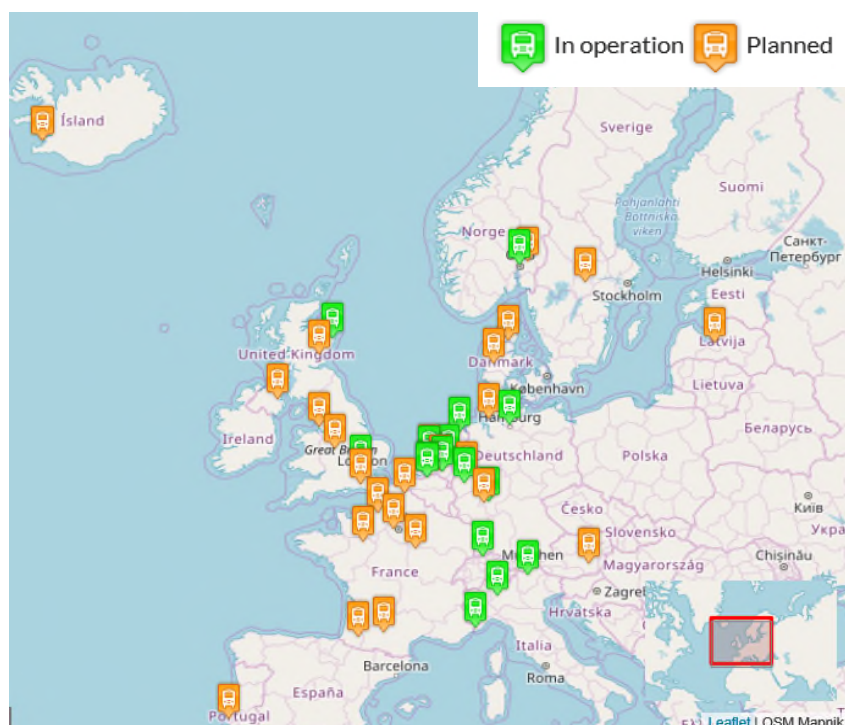 In operation
Planned
Ísland
Sverige
Suomi
Pohjanlahti
Bottniska
viken
Norge
Санкт-
Петербург
Helsinki
Stockholm
Eesti
United Kingdom
Latvija
Danmark
København
Lietuva
Hamburg
Ireland
Great Britain
London
Беларусь
Deutschland
Polska
Київ
Česko
Slovensko
Укра
München
Magyarország
Chișinău
France
Zagreb
Hrvatska
Italia
Barcelona
Roma
España
Portugal
Leaflet | OSM Mapnik